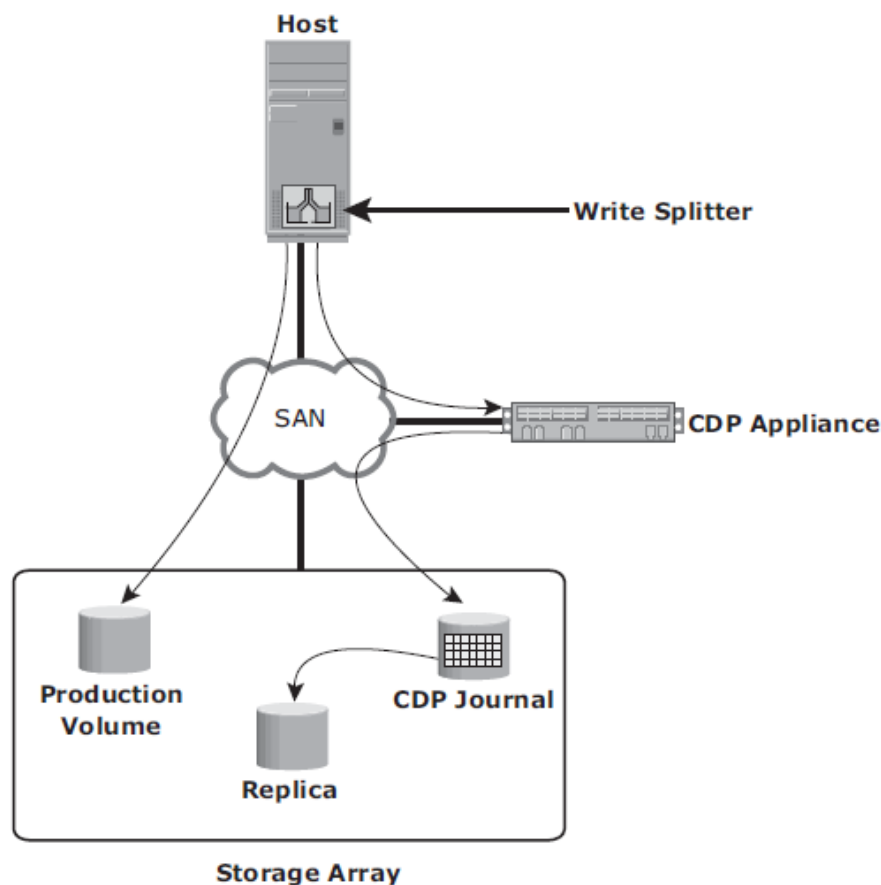 Host
Write Splitter
SAN
CDP Appliance
Production
Volume
CDP Journal
Replica
Storage Array